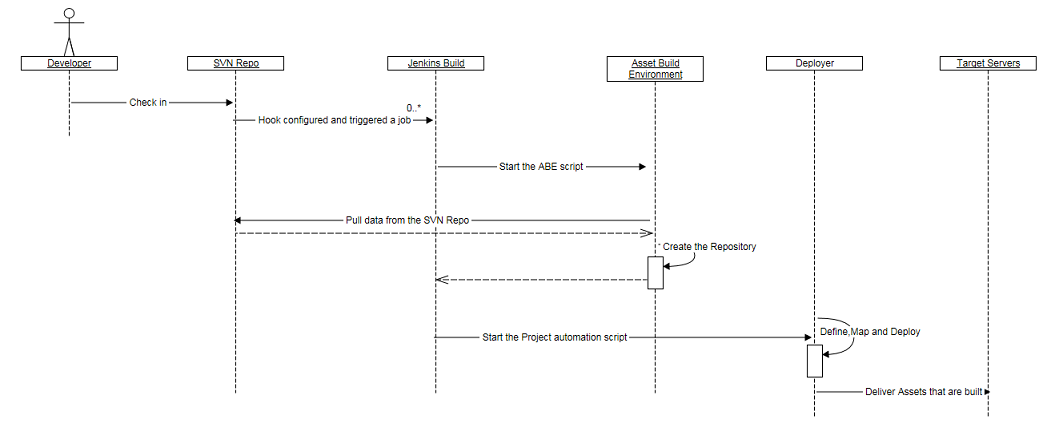 Developer
SVN Repo
Jenkins Build
Asset Build
Environment
Deployer
Target Servers
Check in
0..*
Hook configured and triggered a job
Start the ABE script
Pull data from the SVN Repo
Create the Repository
Define,Map and Deploy
Start the Project automation script
Deliver Assets that are built